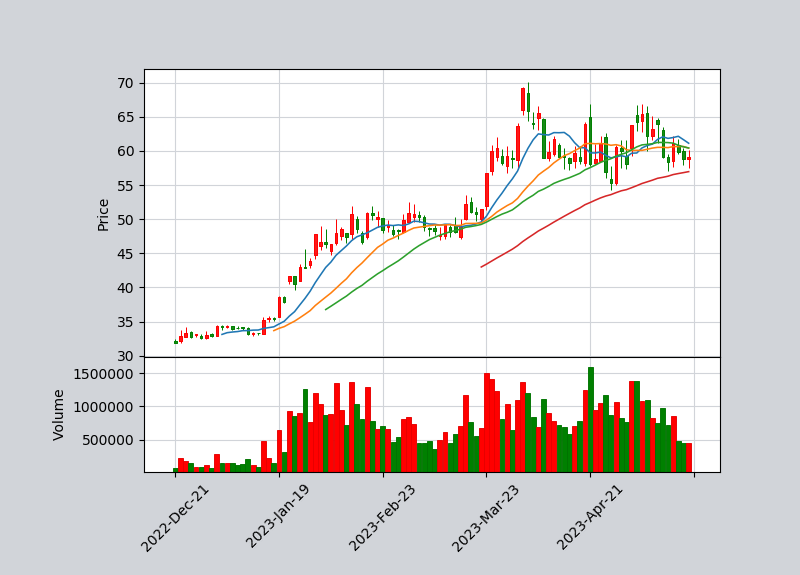 70
65
60
55
50
45
40
35
30
Price
1500000
1000000
500000
Volume
2022-Dec-21
2023-Jan-19
2023-Feb-23
2023-Mar-23
2023-Apr-21